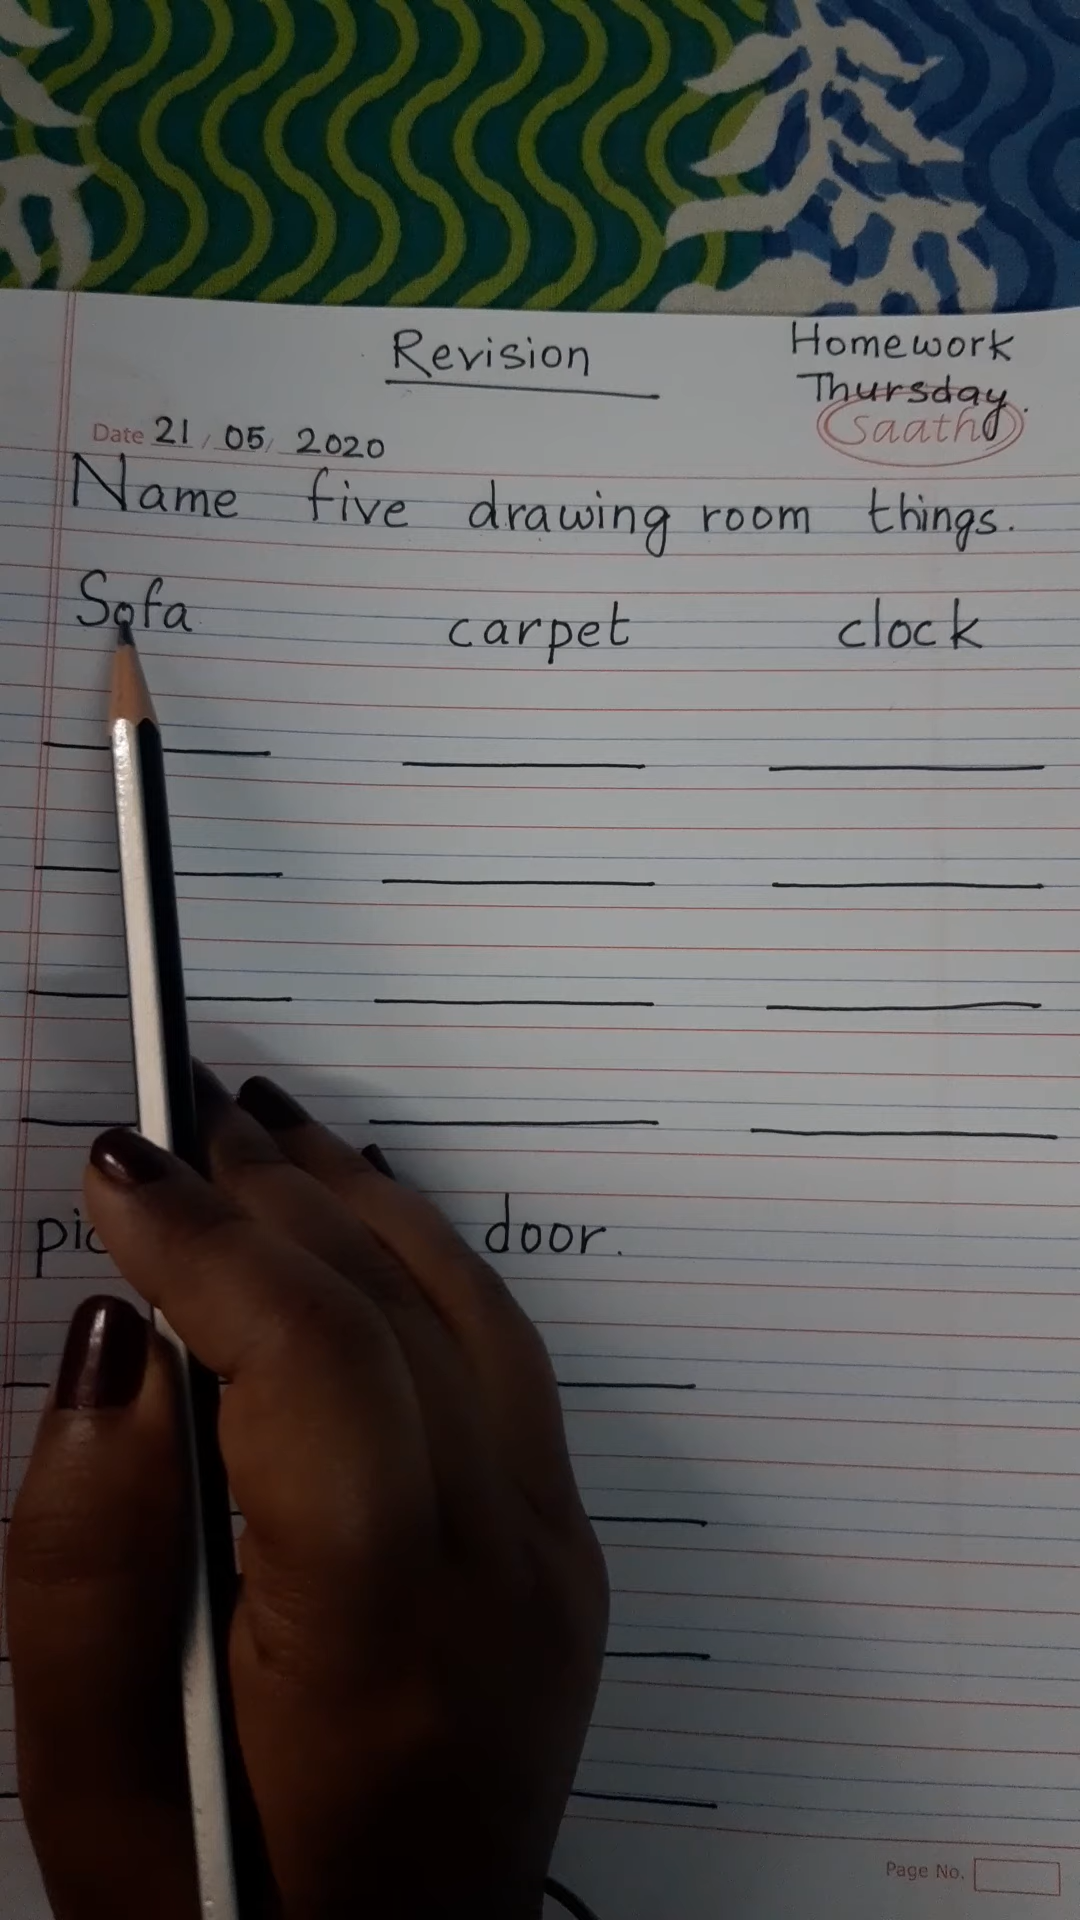 Revision
Homework
Thursday.
Saathi
Date 21 / 05 / 2020
Name five drawing room things.
Sofa carpet clock
door.
Page No.